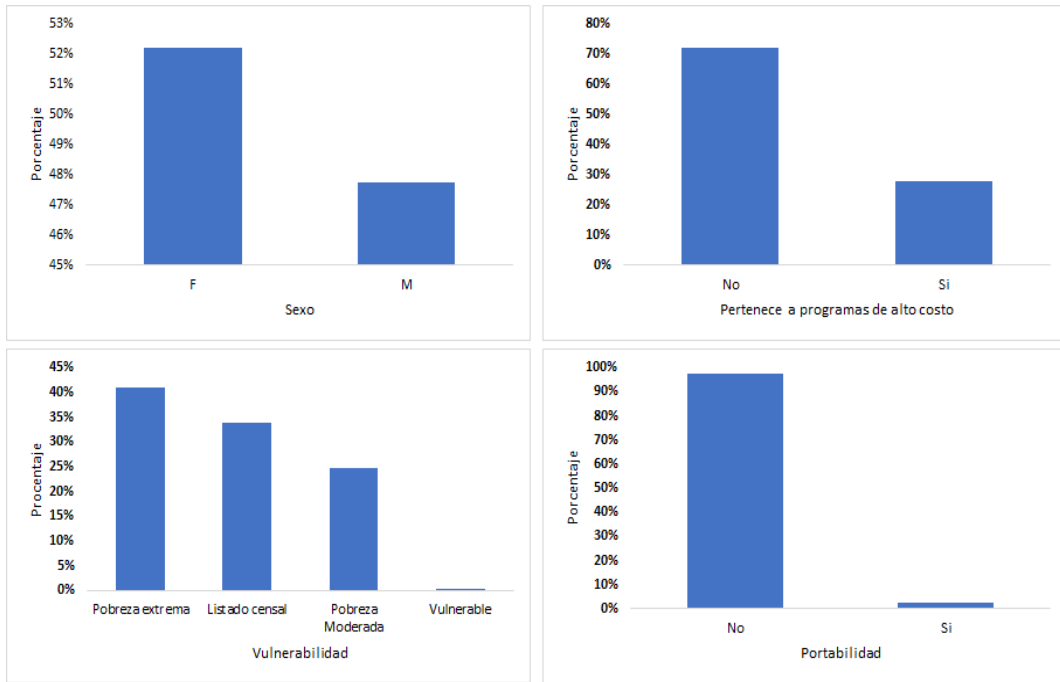 53%
52%
51%
50%
49%
48%
47%
46%
45%
Porcentaje
F
M
Sexo
80%
70%
60%
50%
40%
30%
20%
10%
0%
Porcentaje
No
Si
Pertenece a programas de alto costo
45%
40%
35%
30%
25%
20%
15%
10%
5%
0%
Procentaje
Pobreza extrema
Listado censal
Pobreza
Moderada
Vulnerable
Vulnerabilidad
100%
90%
80%
70%
60%
50%
40%
30%
20%
10%
0%
Porcentaje
No
Si
Portabilidad